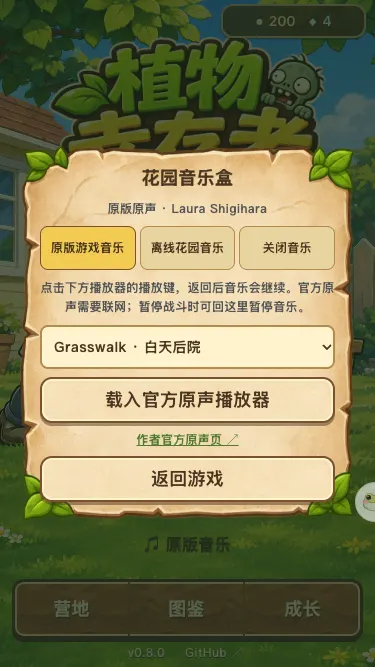 200 4
植物
幸存者
花园音乐盒
原版原声 · Laura Shigihara
原版游戏音乐 离线花园音乐 关闭音乐
点击下方播放器的播放键，返回后音乐会继续。官方原
声需要联网；暂停战斗时可回这里暂停音乐。
Grasswalk · 白天后院
载入官方原声播放器
作者官方原声页 ↗
返回游戏
原版音乐
营地 图鉴 成长
v0.8.0 GitHub ↗